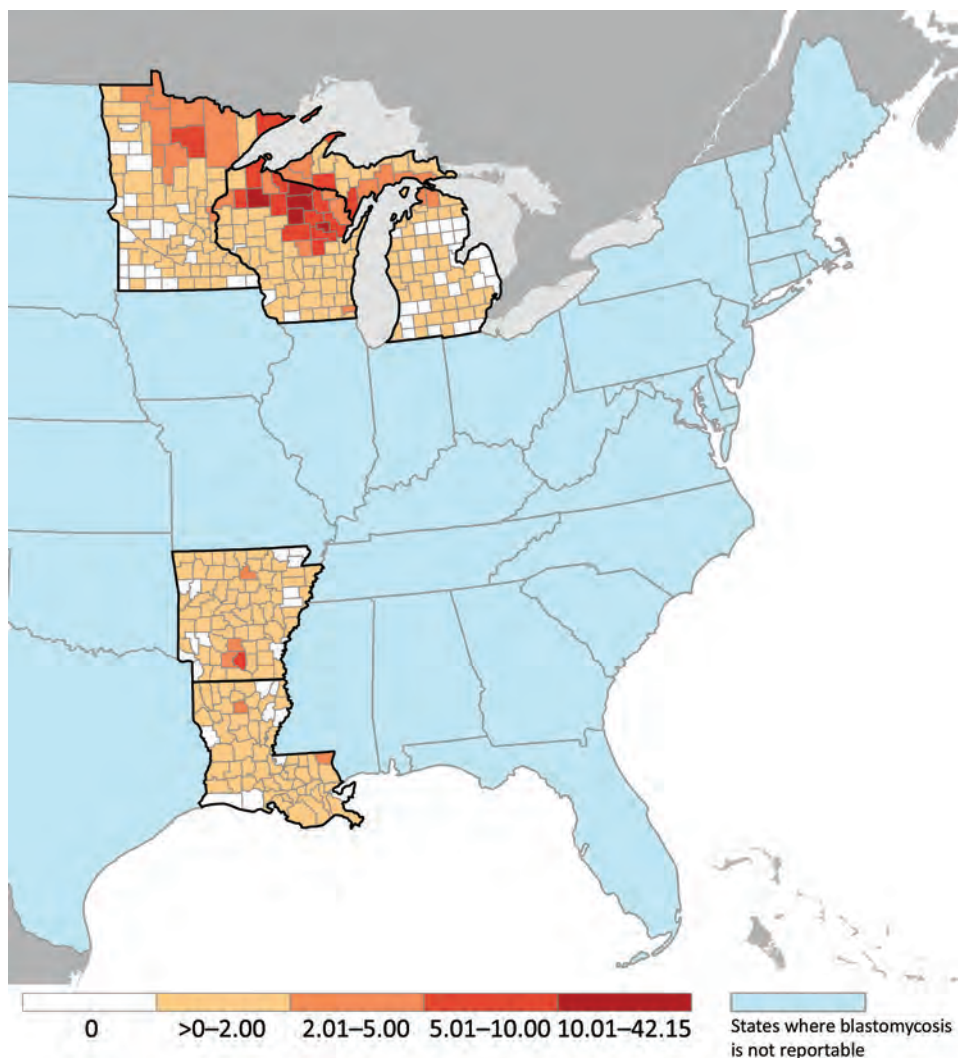 0 >0–2.00 2.01–5.00 5.01–10.00 10.01–42.15
States where blastomycosis
is not reportable